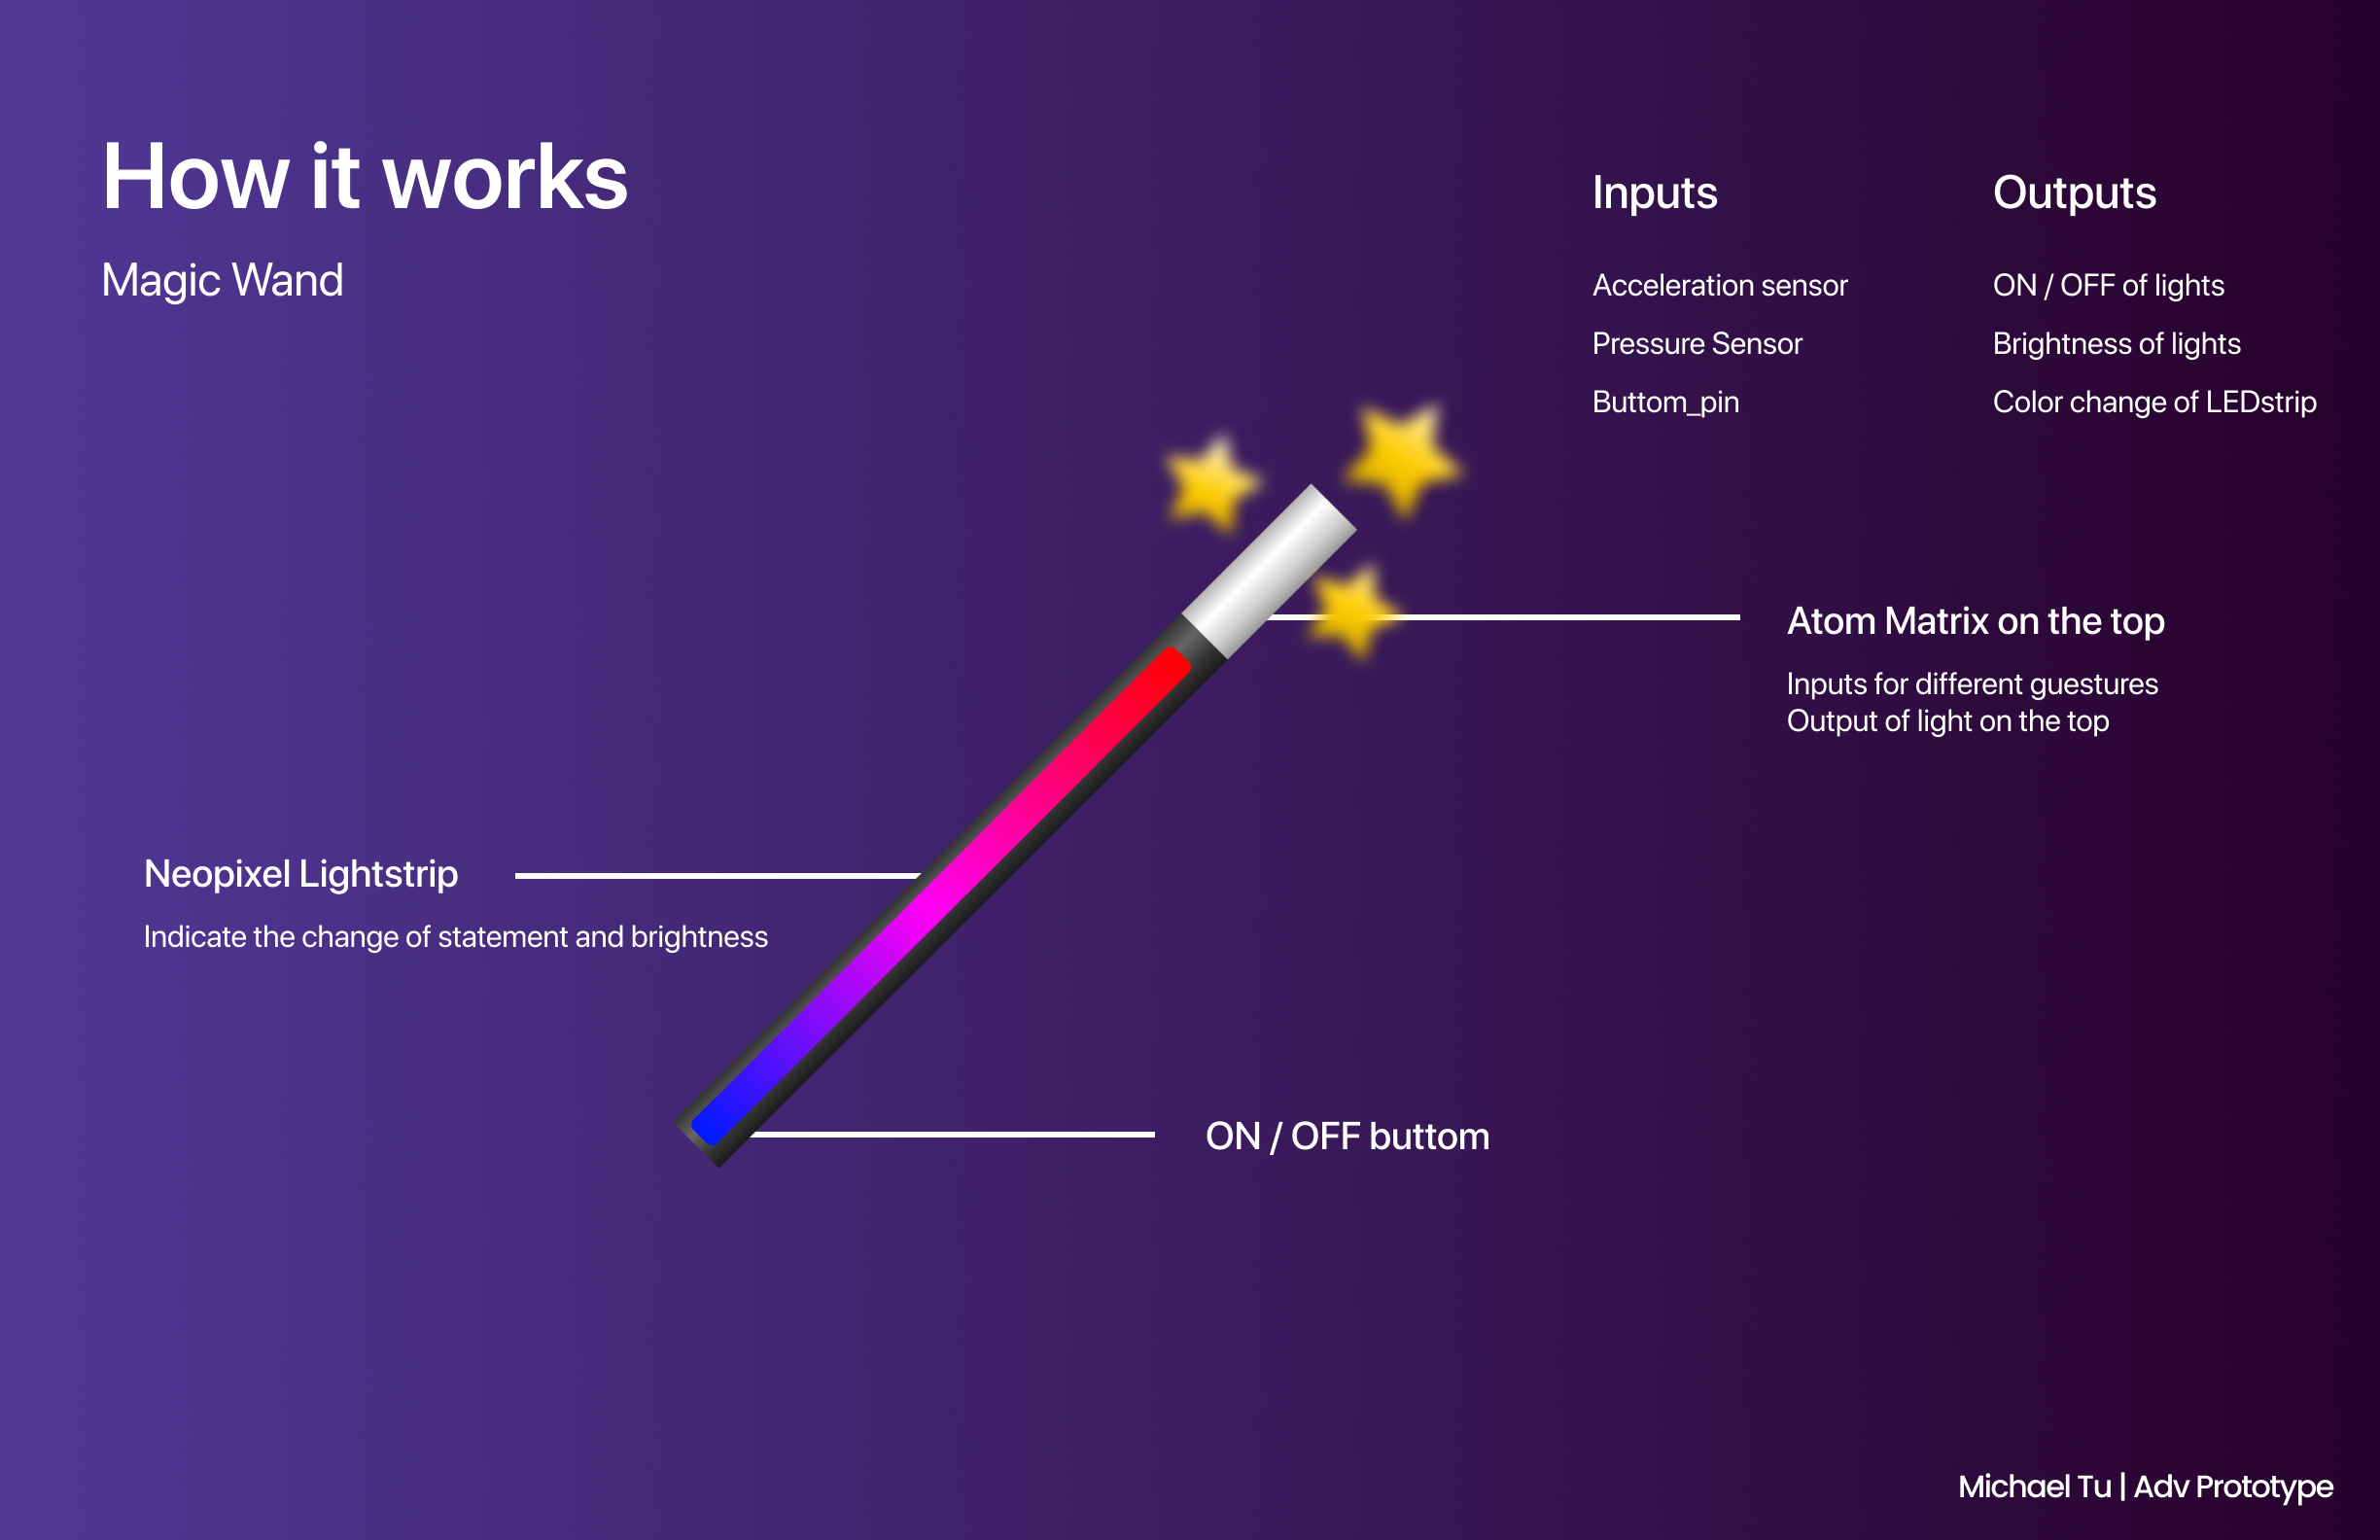 How it works
Magic Wand
Inputs
Acceleration sensor
Pressure Sensor
Buttom_pin
Outputs
ON / OFF of lights
Brightness of lights
Color change of LEDstrip
Atom Matrix on the top
Inputs for different guestures
Output of light on the top
Neopixel Lightstrip
Indicate the change of statement and brightness
ON / OFF buttom
Michael Tu | Adv Prototype